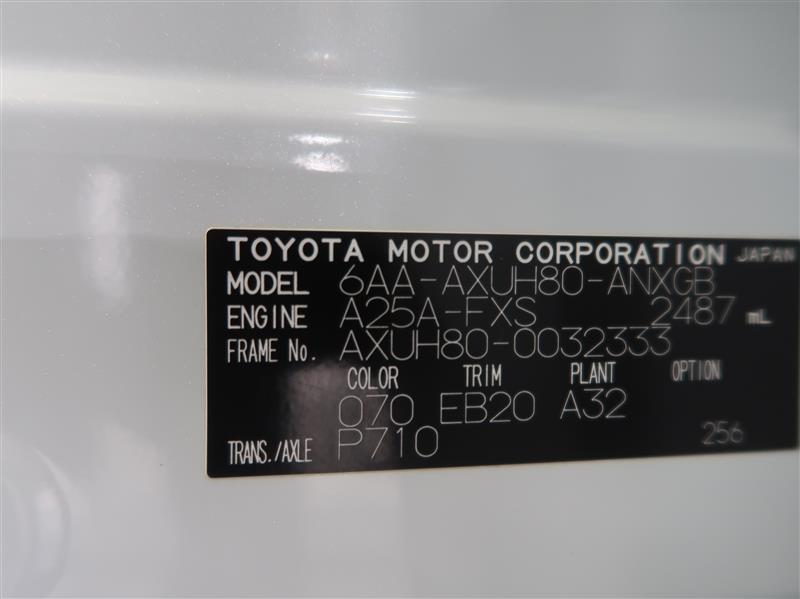 TOYOTA MOTOR CORPORATION JAPAN
MODEL 6AA-AXUH80-ANXGB
ENGINE A25A-FXS 2487 mL
FRAME No. AXUH80-0032333
COLOR TRIM PLANT OPTION
070 EB20 A32
TRANS./AXLE P710 256